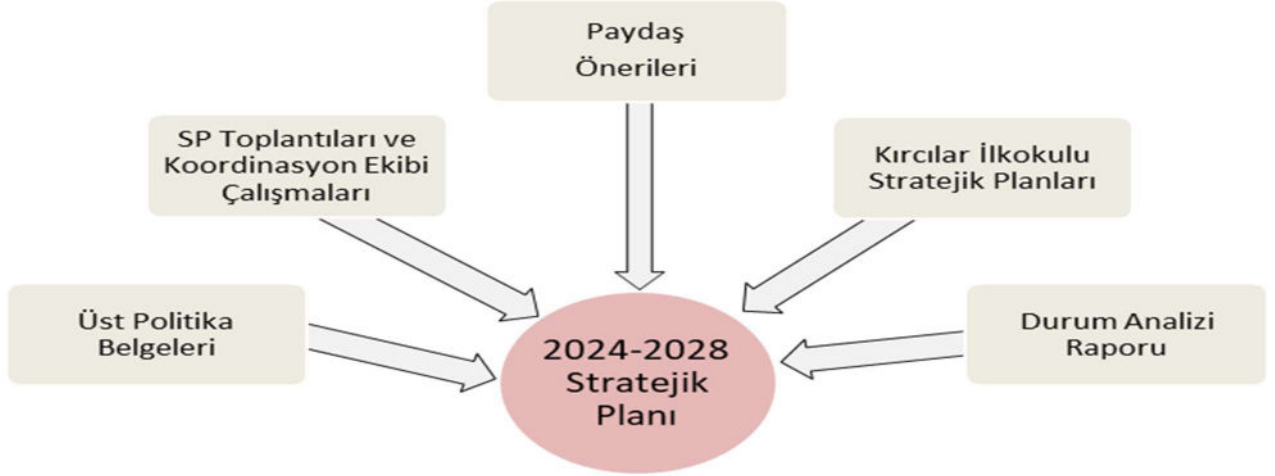 Paydaş
Önerileri
SP Toplantıları ve
Koordinasyon Ekibi
Çalışmaları
Kırcılar İlkokulu
Stratejik Planları
Üst Politika
Belgeleri
Durum Analizi
Raporu
2024-2028
Stratejik
Planı